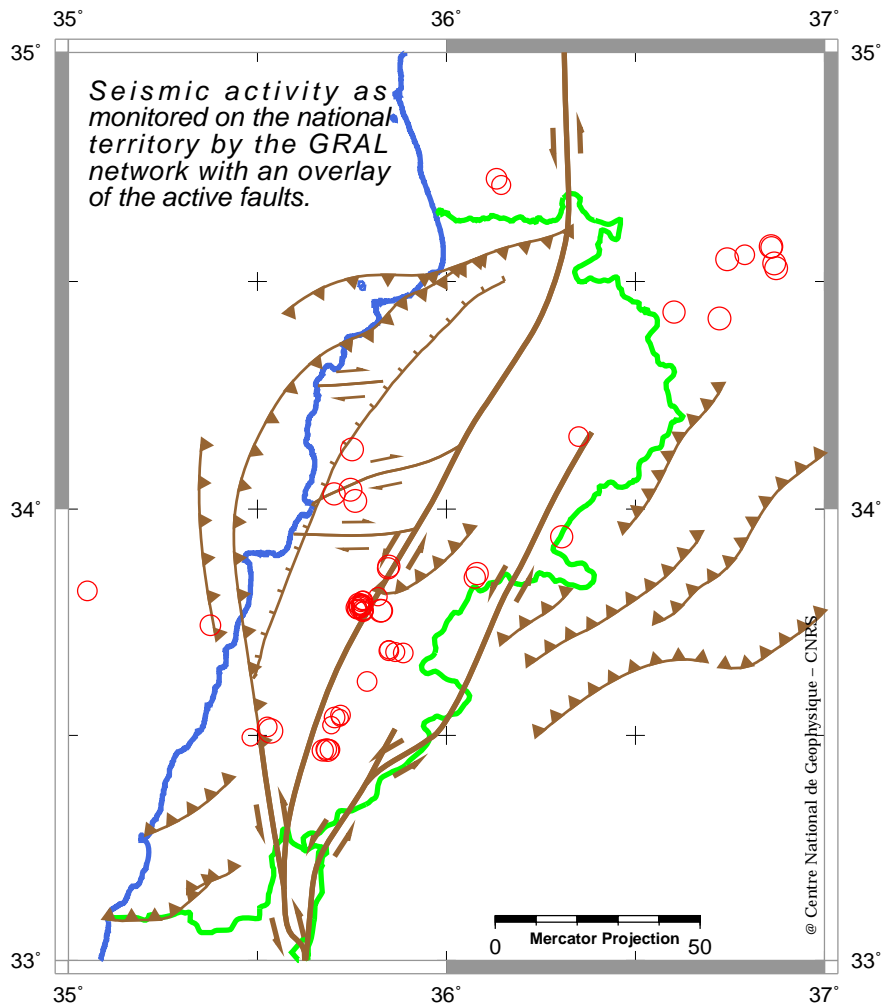 35˚ 36˚ 37˚
35˚ 35˚
Seismic activity as
monitored on the national
territory by the GRAL
network with an overlay
of the active faults.
34˚ 34˚
@ Centre National de Geophysique – CNRS
Mercator Projection
0 50
33˚ 33˚
35˚ 36˚ 37˚